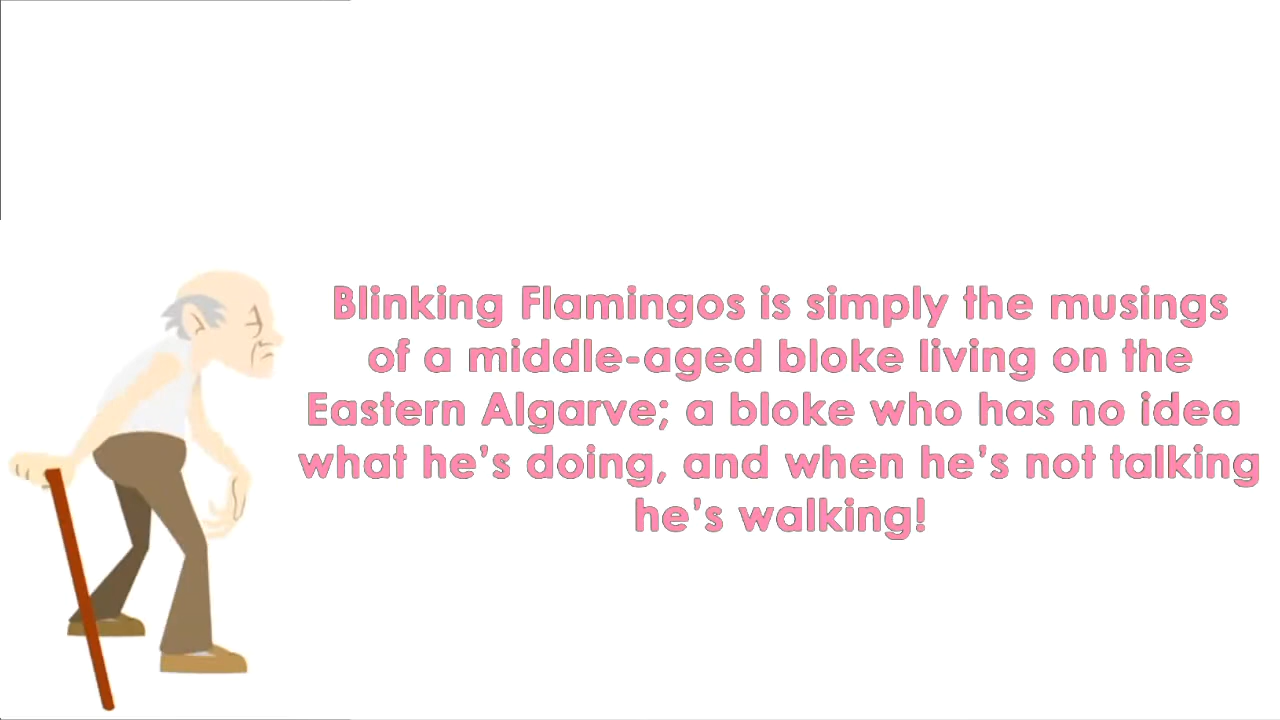 Blinking Flamingos is simply the musings
of a middle-aged bloke living on the
Eastern Algarve; a bloke who has no idea
what he's doing, and when he's not talking
he's walking!